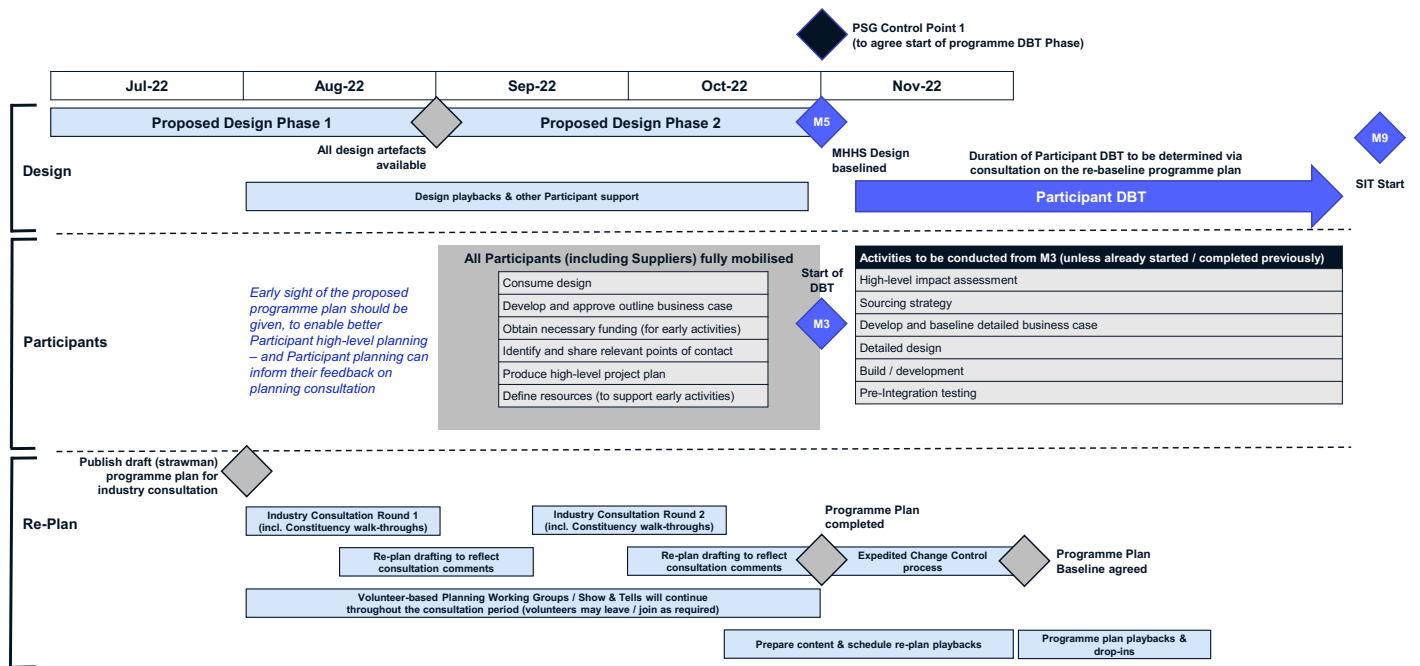 PSG Control Point 1
(to agree start of programme DBT Phase)
Jul-22
Aug-22
Sep-22
Oct-22
Nov-22
Design
Proposed Design Phase 1
Proposed Design Phase 2
M5
M9
All design artefacts
available
MHHS Design
baselined
Duration of Participant DBT to be determined via
consultation on the re-baseline programme plan
SIT Start
Design playbacks & other Participant support
Participant DBT
Participants
Early sight of the proposed
programme plan should be
given, to enable better
Participant high-level planning
– and Participant planning can
inform their feedback on
planning consultation
All Participants (including Suppliers) fully mobilised
Consume design
Develop and approve outline business case
Obtain necessary funding (for early activities)
Identify and share relevant points of contact
Produce high-level project plan
Define resources (to support early activities)
Start of
DBT
M3
Activities to be conducted from M3 (unless already started / completed previously)
High-level impact assessment
Sourcing strategy
Develop and baseline detailed business case
Detailed design
Build / development
Pre-Integration testing
Re-Plan
Publish draft (strawman)
programme plan for
industry consultation
Industry Consultation Round 1
(incl. Constituency walk-throughs)
Industry Consultation Round 2
(incl. Constituency walk-throughs)
Programme Plan
completed
Re-plan drafting to reflect
consultation comments
Re-plan drafting to reflect
consultation comments
Expedited Change Control
process
Programme Plan
Baseline agreed
Volunteer-based Planning Working Groups / Show & Tells will continue
throughout the consultation period (volunteers may leave / join as required)
Prepare content & schedule re-plan playbacks
Programme plan playbacks &
drop-ins